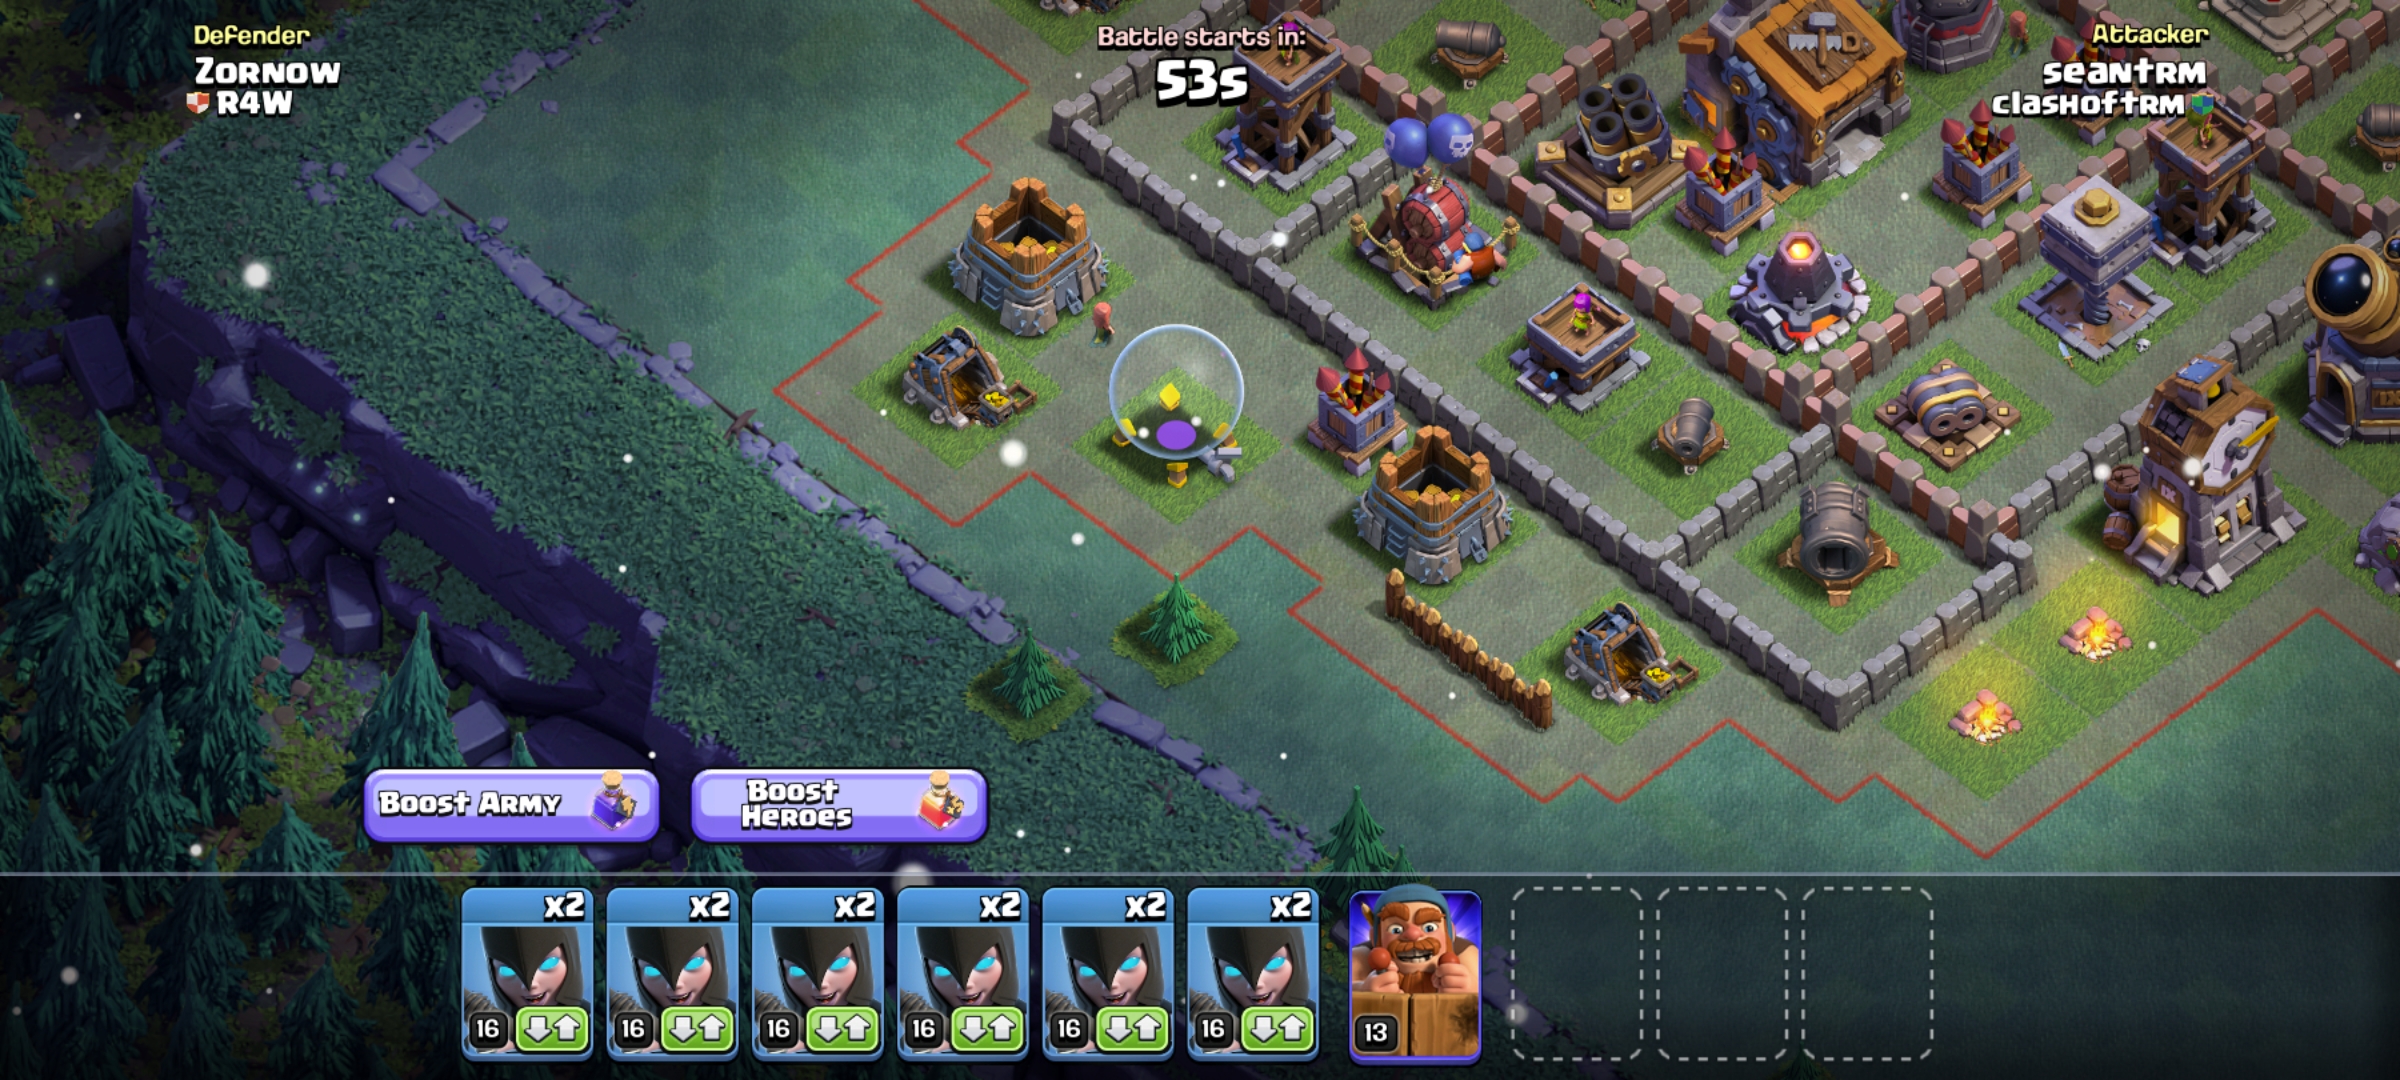 Defender
Zornow
R4W
Battle starts in:
53s
Attacker
seantrm
clashoftrm
Boost Army
Boost
Heroes
x2
x2
x2
x2
x2
x2
16
16
16
16
16
16
13